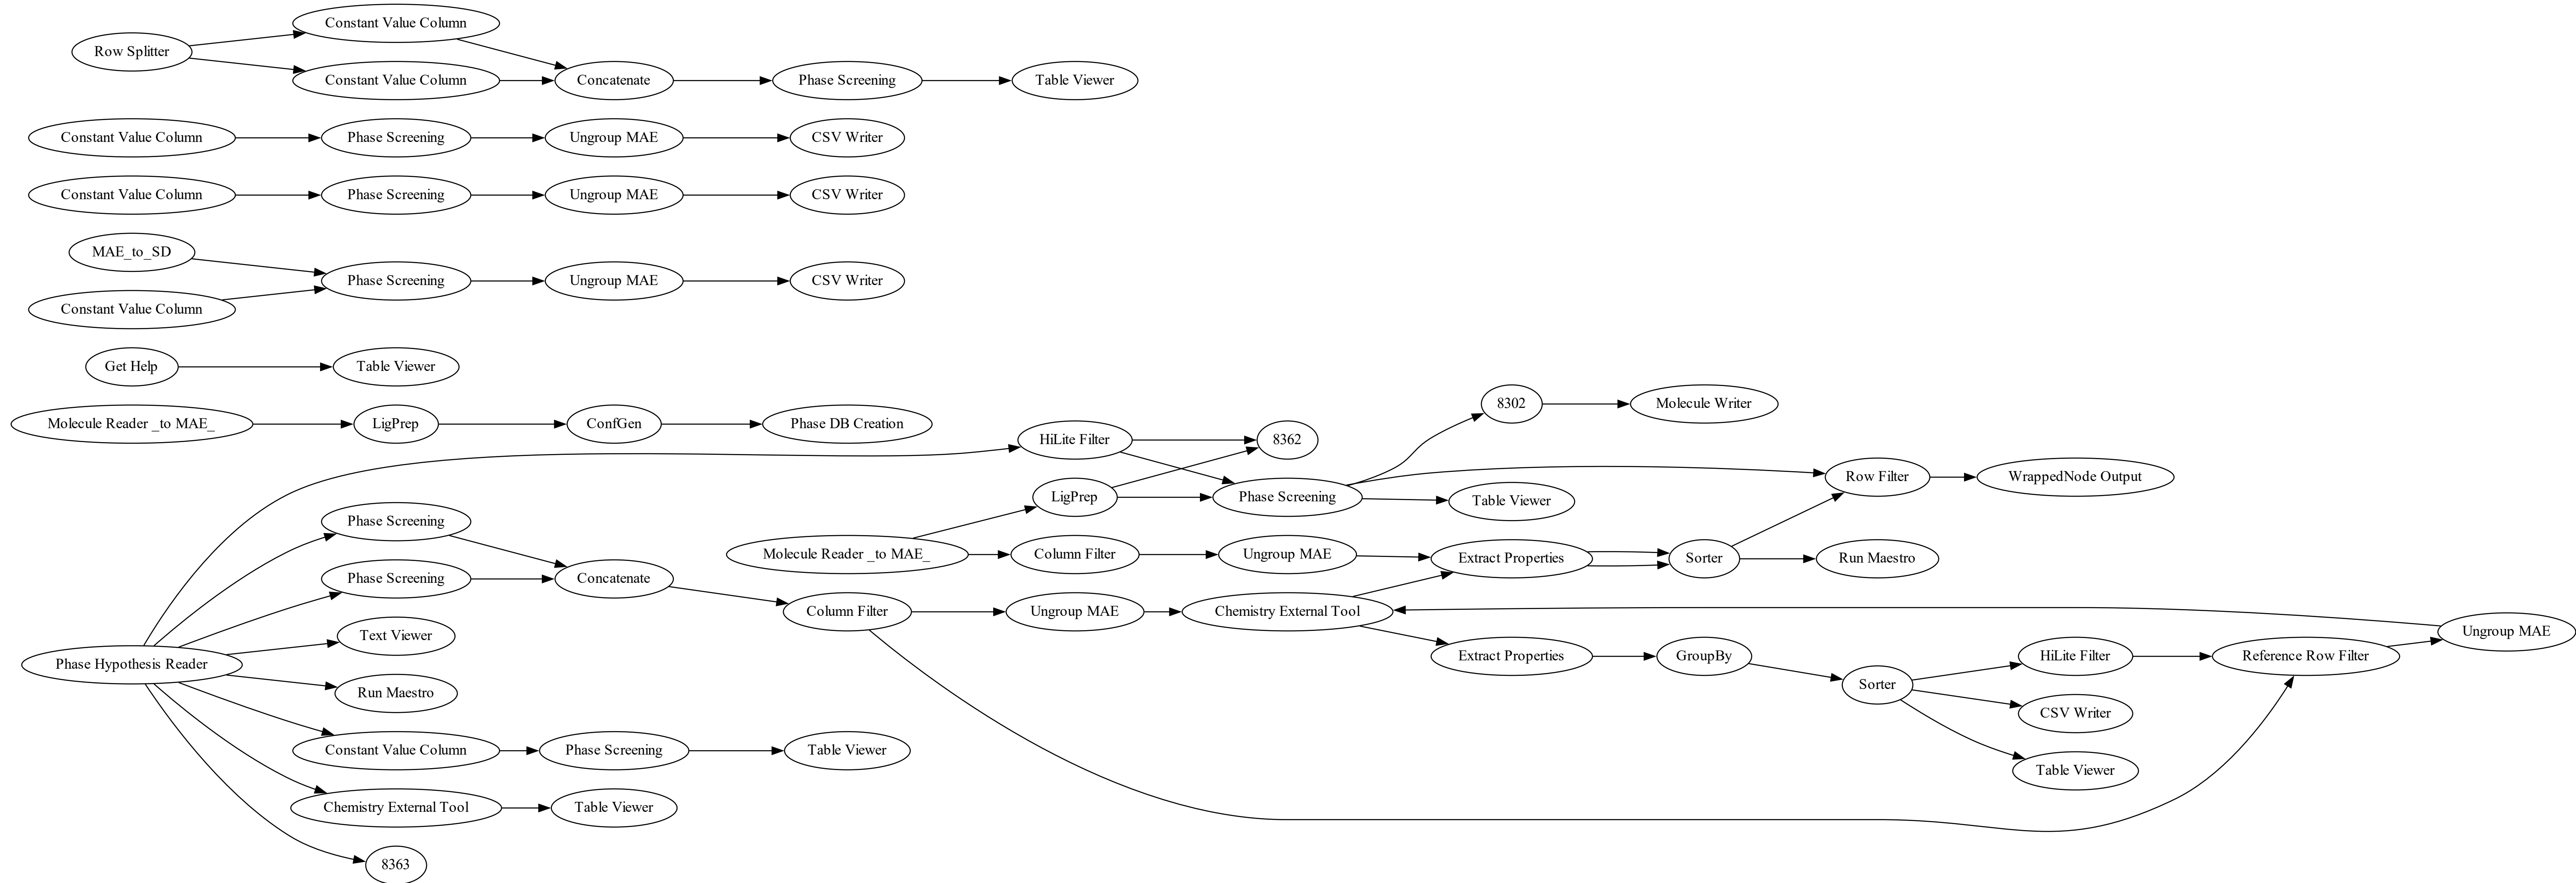 Constant Value Column
Row Splitter
Constant Value Column
Concatenate
Phase Screening
Table Viewer
Constant Value Column
Phase Screening
Ungroup MAE
CSV Writer
Constant Value Column
Phase Screening
Ungroup MAE
CSV Writer
MAE_to_SD
Constant Value Column
Phase Screening
Ungroup MAE
CSV Writer
Get Help
Table Viewer
Molecule Reader _to MAE_
LigPrep
ConfGen
Phase DB Creation
HiLite Filter
8362
8302
Molecule Writer
LigPrep
Phase Screening
Table Viewer
Row Filter
WrappedNode Output
Phase Screening
Phase Screening
Concatenate
Molecule Reader _to MAE_
Column Filter
Ungroup MAE
Extract Properties
Sorter
Run Maestro
Column Filter
Ungroup MAE
Chemistry External Tool
Extract Properties
GroupBy
Sorter
HiLite Filter
Reference Row Filter
Ungroup MAE
CSV Writer
Table Viewer
Text Viewer
Phase Hypothesis Reader
Run Maestro
Constant Value Column
Phase Screening
Table Viewer
Chemistry External Tool
Table Viewer
8363